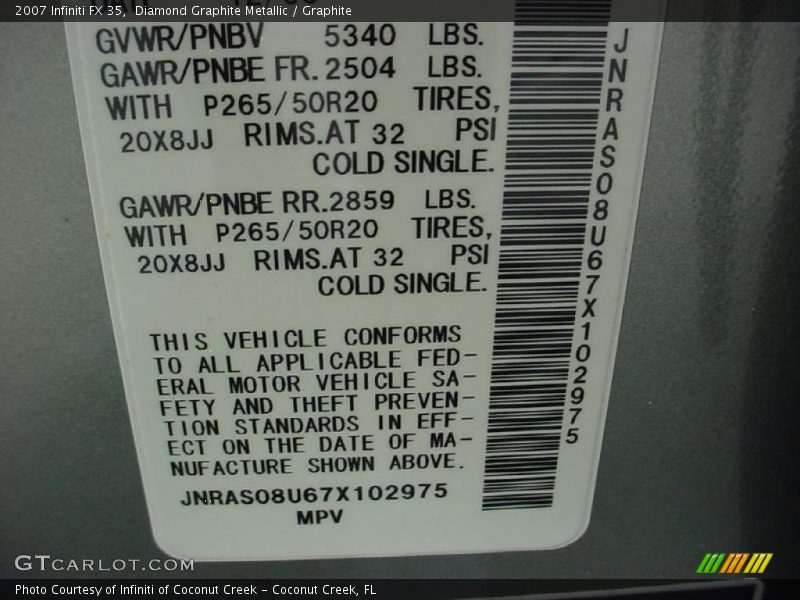 2007 Infiniti FX 35, Diamond Graphite Metallic / Graphite
GVWR/PNBV 5340 LBS.
GAWR/PNBE FR. 2504 LBS.
WITH P265/50R20 TIRES,
20X8JJ RIMS.AT 32 PSI
COLD SINGLE.
GAWR/PNBE RR.2859 LBS.
WITH P265/50R20 TIRES,
20X8JJ RIMS.AT 32 PSI
COLD SINGLE.
THIS VEHICLE CONFORMS
TO ALL APPLICABLE FED-
ERAL MOTOR VEHICLE SA-
FETY AND THEFT PREVEN-
TION STANDARDS IN EFF-
ECT ON THE DATE OF MA-
NUFACTURE SHOWN ABOVE.
JNRAS08U67X102975
MPV
JNRAS08U67X102975
GTCARLOT.COM
Photo Courtesy of Infiniti of Coconut Creek - Coconut Creek, FL